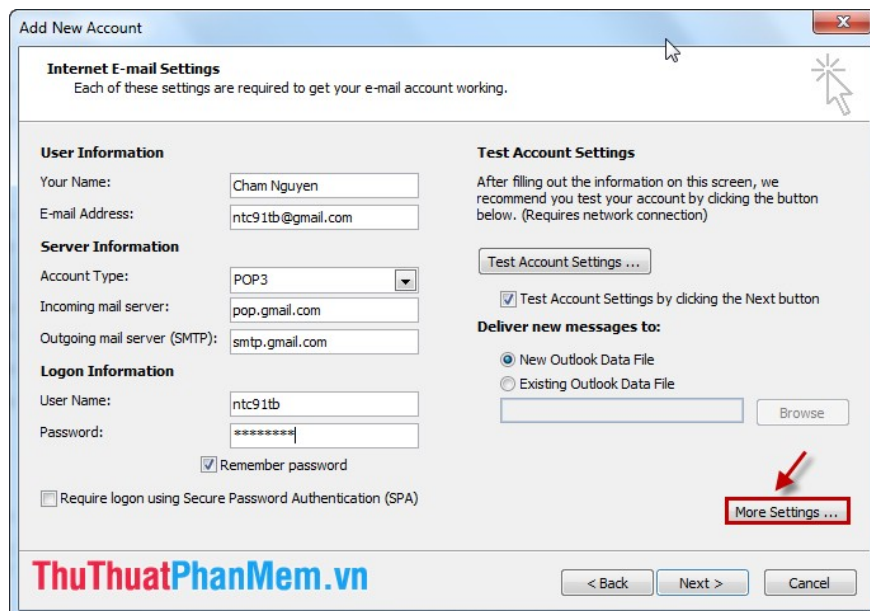 Add New Account
Internet E-mail Settings
Each of these settings are required to get your e-mail account working.
User Information
Your Name: Cham Nguyen
E-mail Address: ntc91tb@gmail.com
Server Information
Account Type: POP3
Incoming mail server: pop.gmail.com
Outgoing mail server (SMTP): smtp.gmail.com
Logon Information
User Name: ntc91tb
Password: ********
Remember password
Require logon using Secure Password Authentication (SPA)
Test Account Settings
After filling out the information on this screen, we
recommend you test your account by clicking the button
below. (Requires network connection)
Test Account Settings ...
Test Account Settings by clicking the Next button
Deliver new messages to:
New Outlook Data File
Existing Outlook Data File
Browse
More Settings ...
ThuThuatPhanMem.vn
< Back Next > Cancel